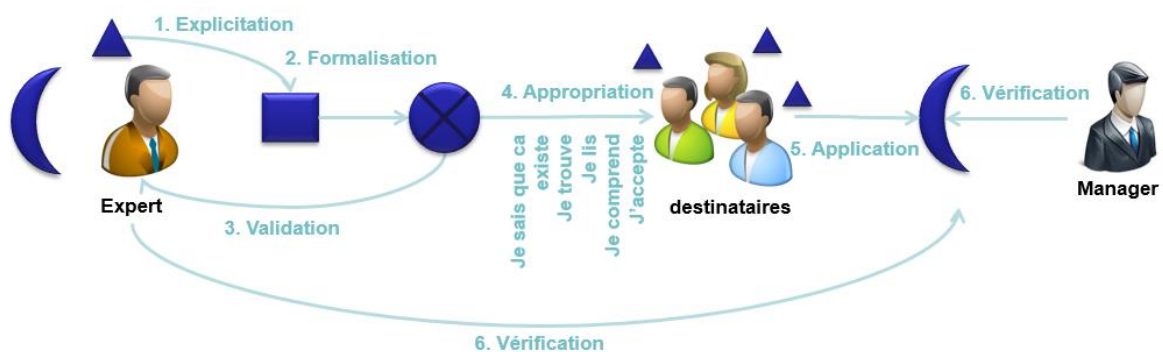 1. Explicitation
2. Formalisation
4. Appropriation
6. Vérification
5. Application
Je sais que ca
existe
Je trouve
Je lis
Je comprend
J'accepte
Expert
destinataires
Manager
3. Validation
6. Vérification